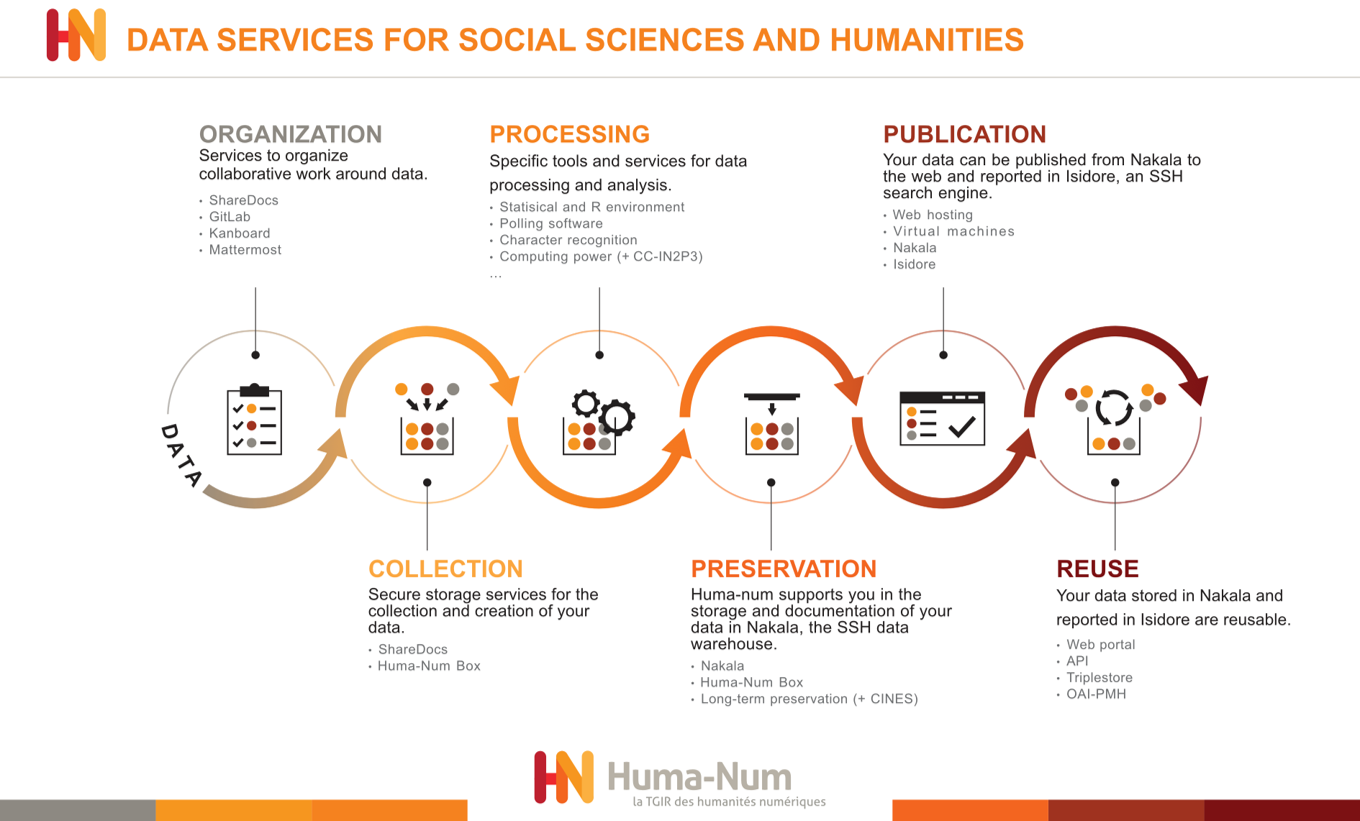 HN DATA SERVICES FOR SOCIAL SCIENCES AND HUMANITIES
ORGANIZATION
Services to organize
collaborative work around data.
• ShareDocs
• GitLab
• Kanboard
• Mattermost
PROCESSING
Specific tools and services for data
processing and analysis.
• Statisical and R environment
• Polling software
• Character recognition
• Computing power (+ CC-IN2P3)
...
PUBLICATION
Your data can be published from Nakala to
the web and reported in Isidore, an SSH
search engine.
• Web hosting
• Virtual machines
• Nakala
• Isidore
DATA
COLLECTION
Secure storage services for the
collection and creation of your
data.
• ShareDocs
• Huma-Num Box
PRESERVATION
Huma-num supports you in the
storage and documentation of your
data in Nakala, the SSH data
warehouse.
• Nakala
• Huma-Num Box
• Long-term preservation (+ CINES)
REUSE
Your data stored in Nakala and
reported in Isidore are reusable.
• Web portal
• API
• Triplestore
• OAI-PMH
HN Huma-Num
la TGIR des humanités numériques